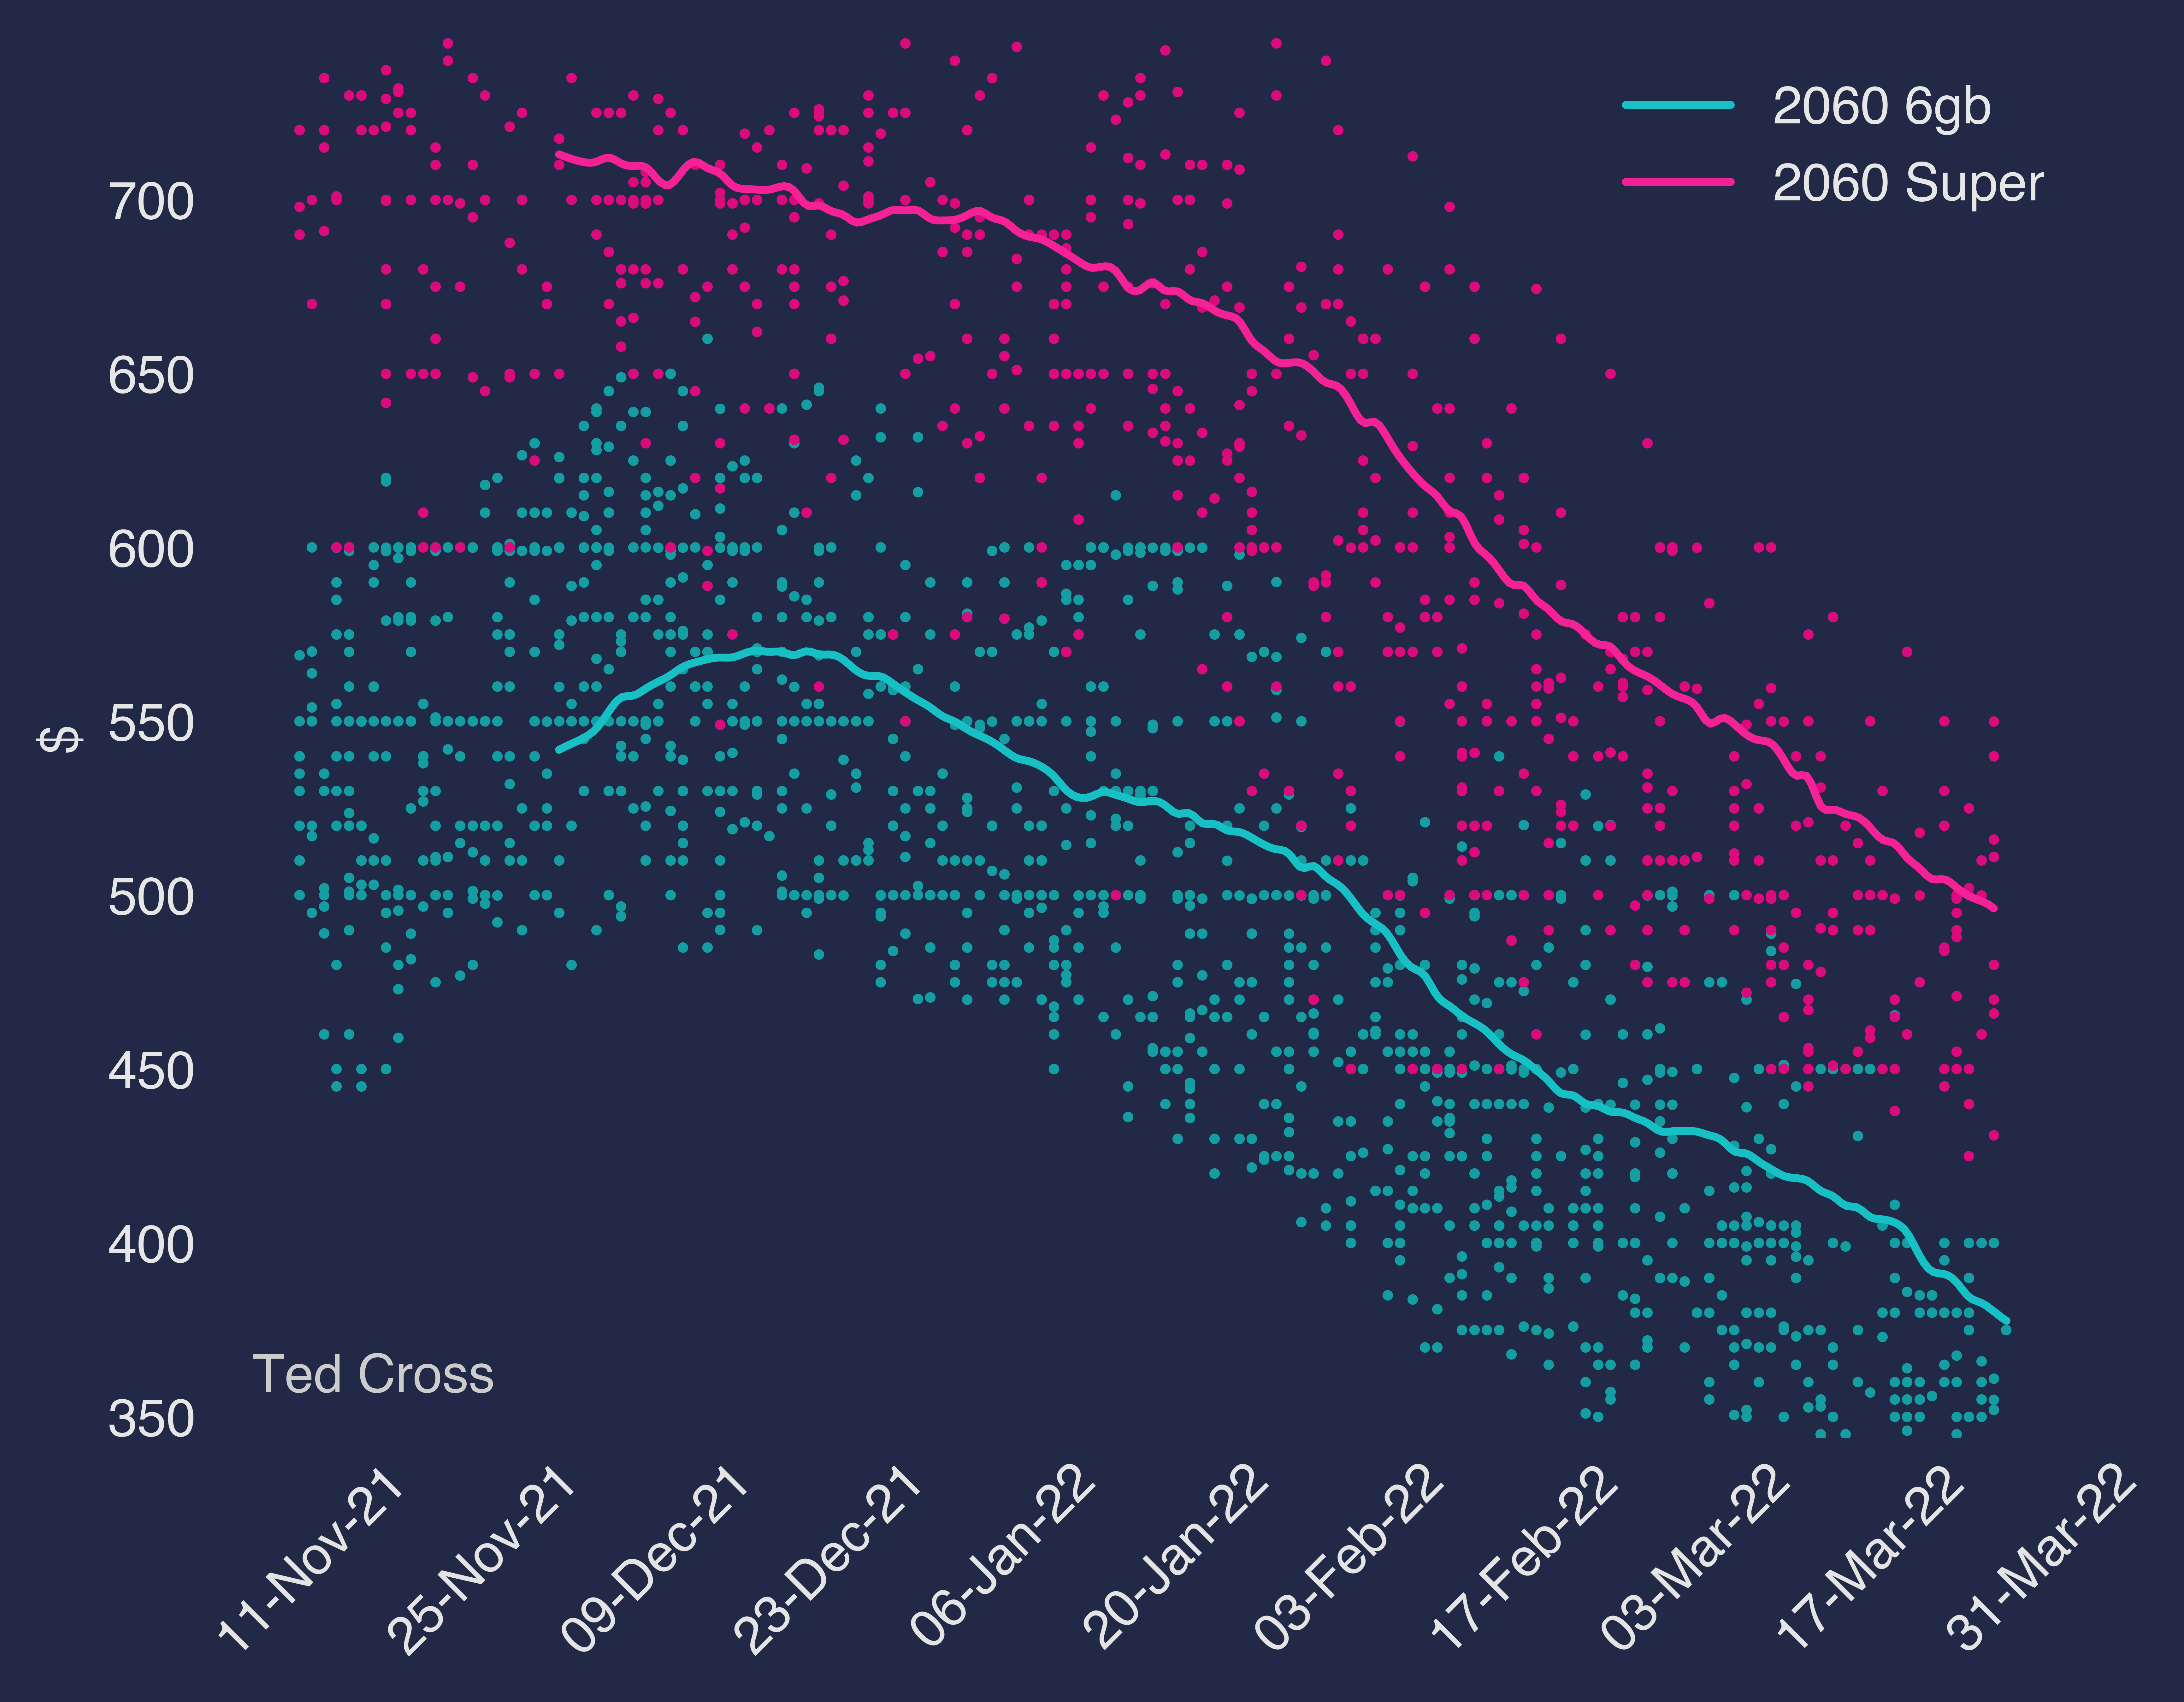 2060 6gb
2060 Super
700
650
600
550
500
450
400
350
$
Ted Cross
11-Nov-21
25-Nov-21
09-Dec-21
23-Dec-21
06-Jan-22
20-Jan-22
03-Feb-22
17-Feb-22
03-Mar-22
17-Mar-22
31-Mar-22